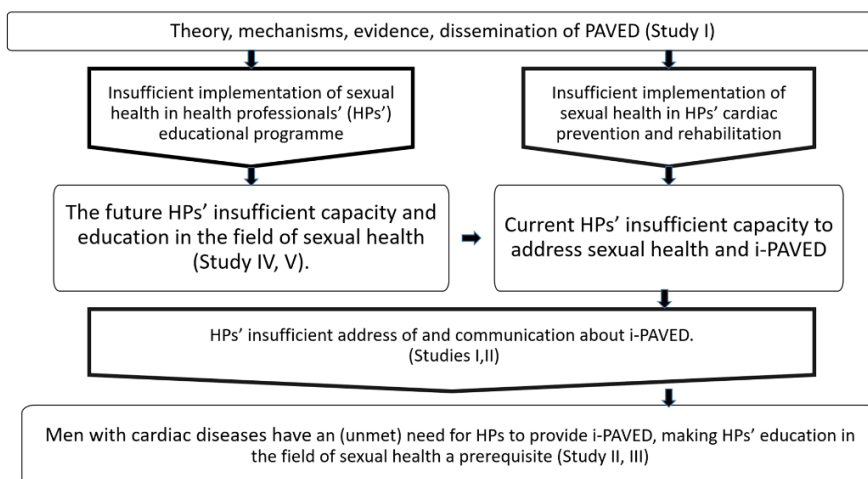 Theory, mechanisms, evidence, dissemination of PAVED (Study I)
Insufficient implementation of sexual
health in health professionals’ (HPs’)
educational programme
Insufficient implementation of
sexual health in HPs’ cardiac
prevention and rehabilitation
The future HPs’ insufficient capacity and
education in the field of sexual health
(Study IV, V).
Current HPs’ insufficient capacity to
address sexual health and i-PAVED
HPs’ insufficient address of and communication about i-PAVED.
(Studies I,II)
Men with cardiac diseases have an (unmet) need for HPs to provide i-PAVED, making HPs’ education in
the field of sexual health a prerequisite (Study II, III)